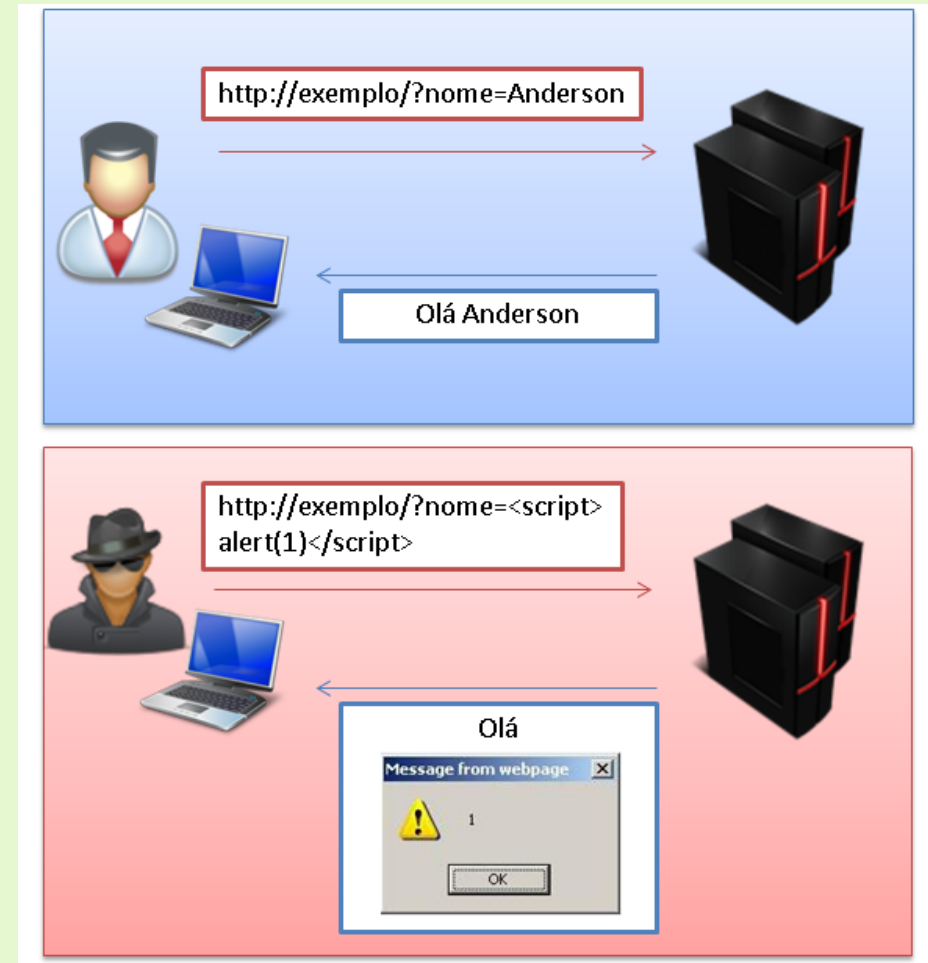 http://exemplo/?nome=Anderson
Olá Anderson
http://exemplo/?nome=<script>
alert(1)</script>
Olá
Message from webpage
1
OK